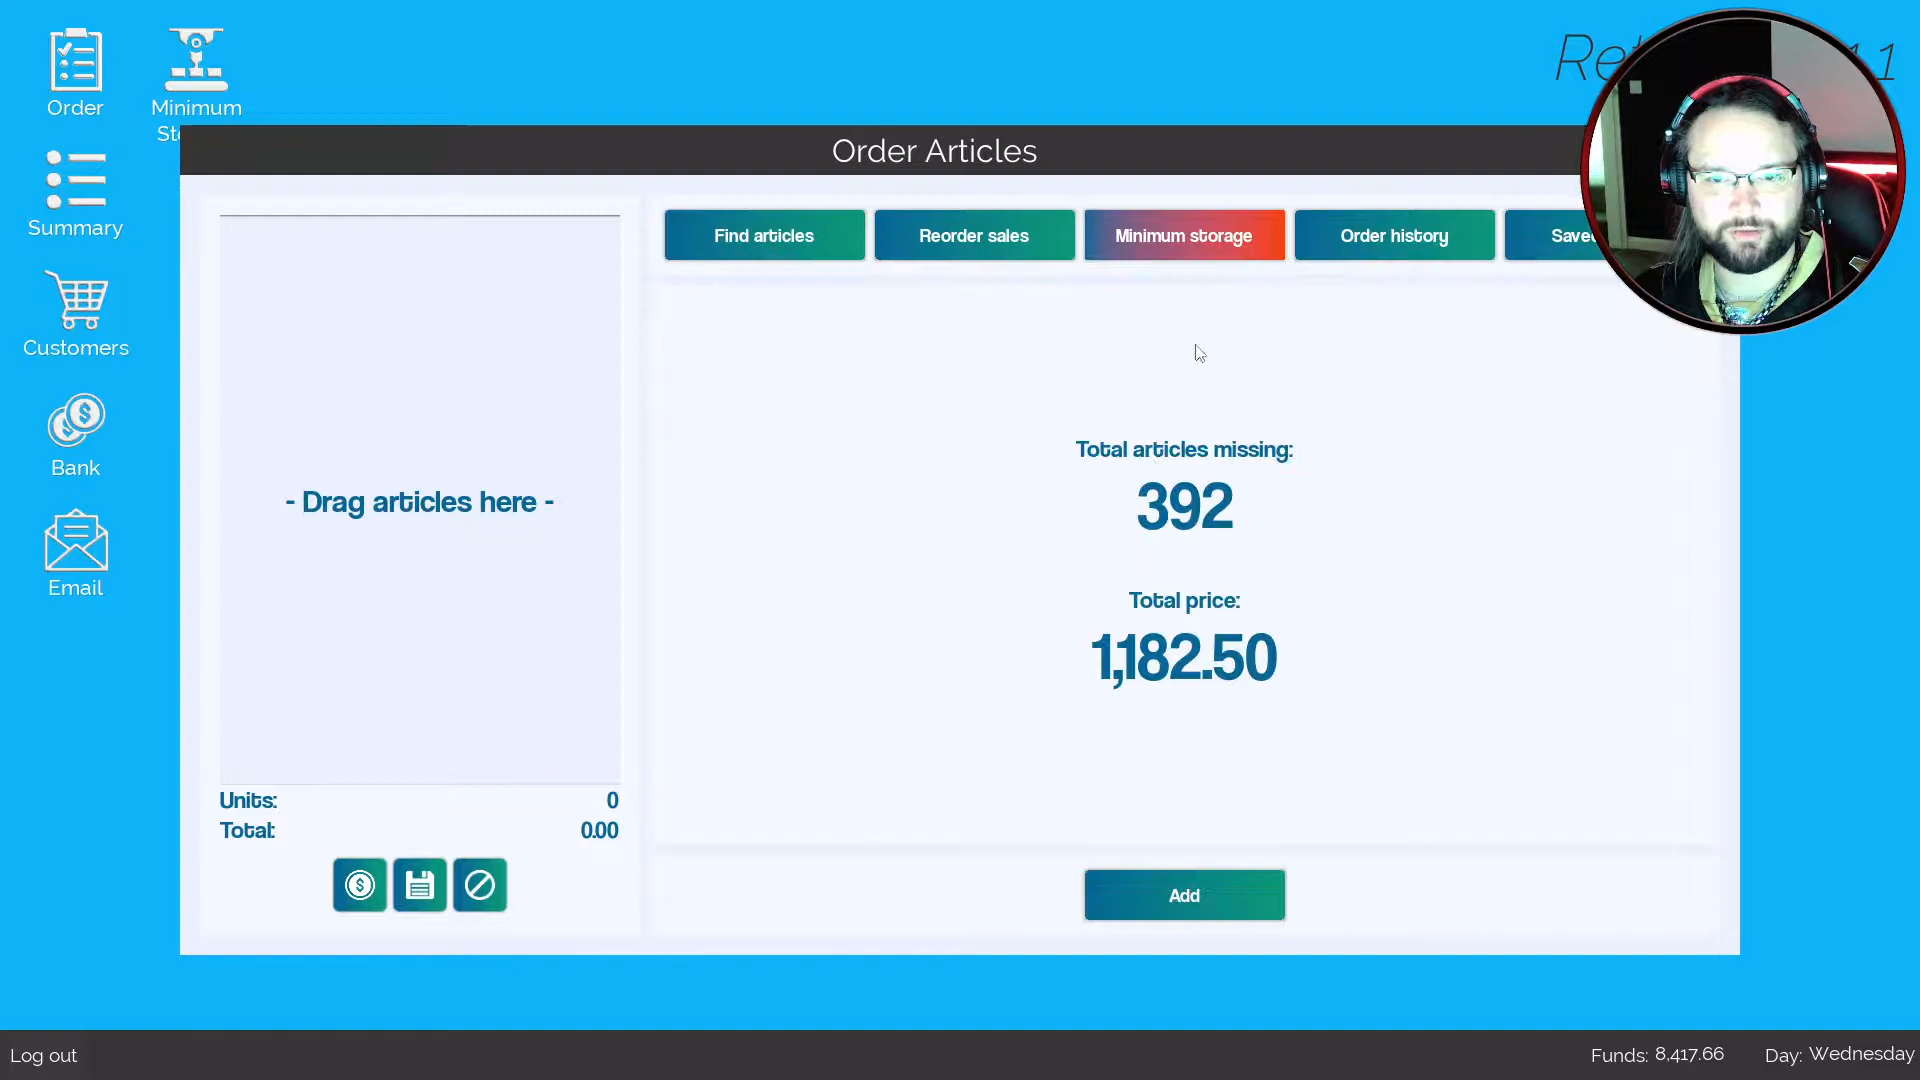 Order
Minimum
Summary
Customers
Bank
Email
Order Articles
Find articles
Reorder sales
Minimum storage
Order history
- Drag articles here -
Total articles missing:
392
Total price:
1,182.50
Units: 0
Total: 0.00
Add
Log out
Funds: 8,417.66
Day: Wednesday